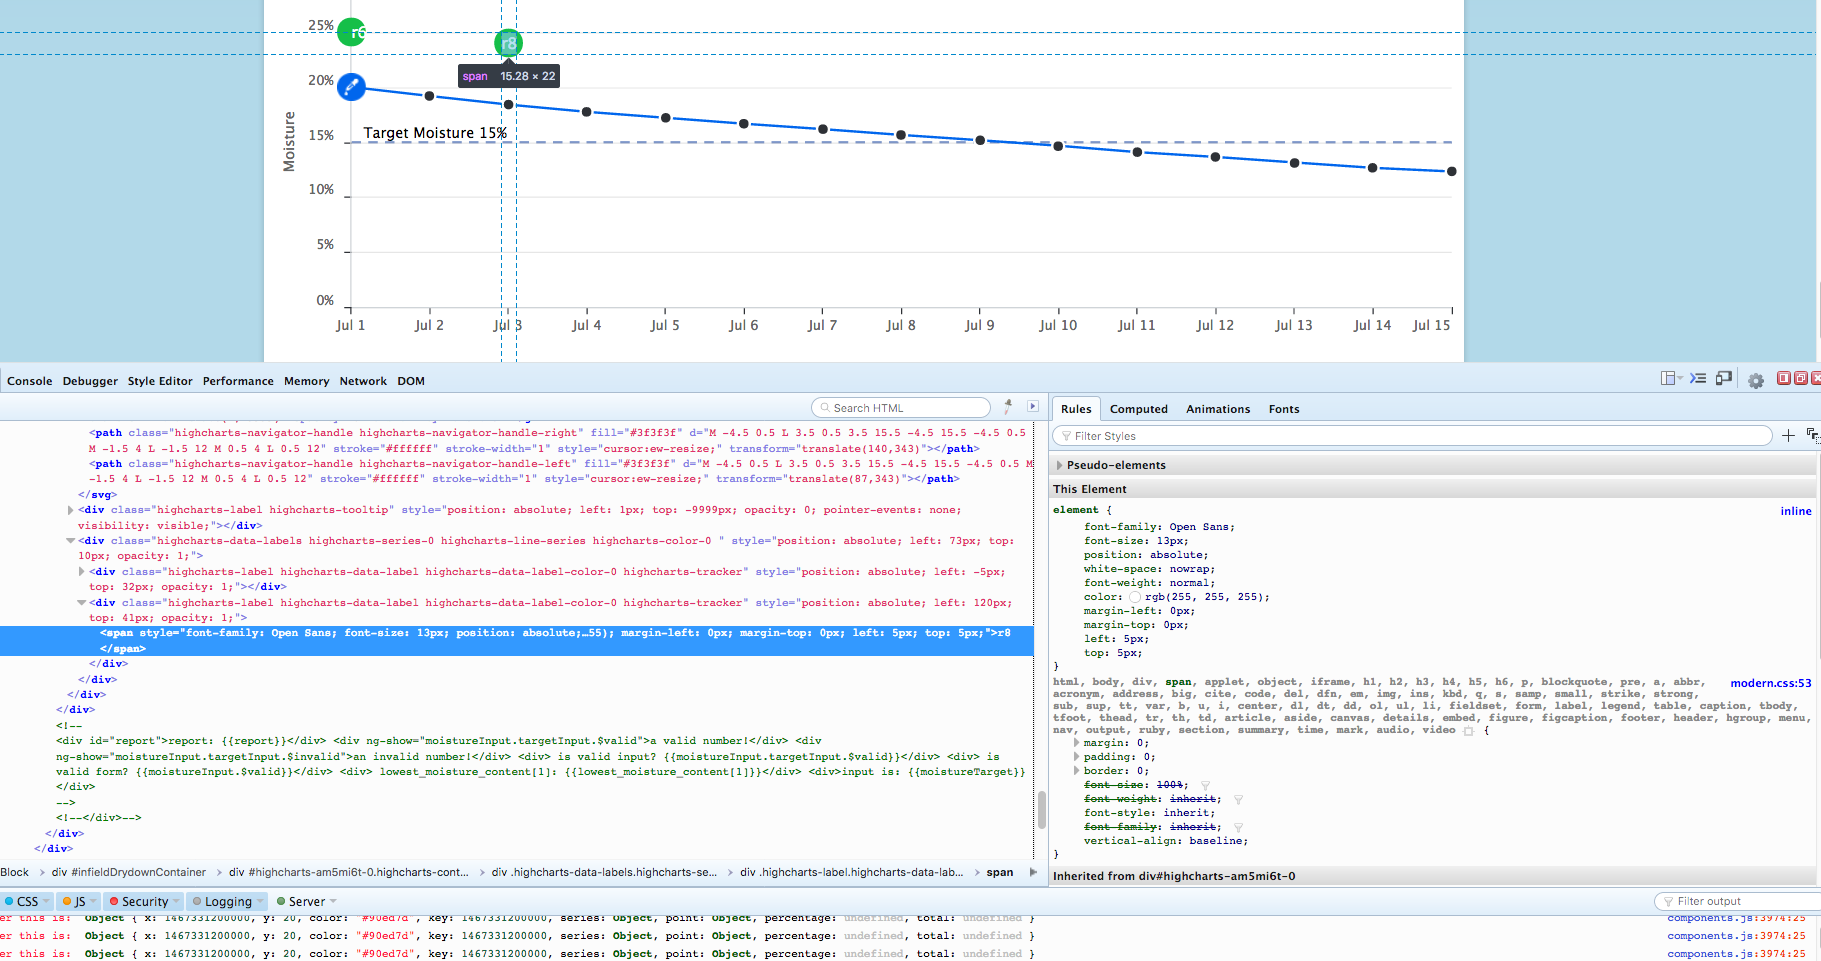 25%
r6
r8
span 15.28 × 22
20%
Target Moisture 15%
15%
Moisture
10%
5%
0%
Jul 1 Jul 2 Jul 3 Jul 4 Jul 5 Jul 6 Jul 7 Jul 8 Jul 9 Jul 10 Jul 11 Jul 12 Jul 13 Jul 14 Jul 15
Console Debugger Style Editor Performance Memory Network DOM
Search HTML
<path class="highcharts-navigator-handle highcharts-navigator-handle-right" fill="#3f3f3f" d="M -4.5 0.5 L 3.5 0.5 3.5 15.5 -4.5 15.5 -4.5 0.5
M -1.5 4 L -1.5 12 M 0.5 4 L 0.5 12" stroke="#ffffff" stroke-width="1" style="cursor:ew-resize;" transform="translate(140,343)"></path>
<path class="highcharts-navigator-handle highcharts-navigator-handle-left" fill="#3f3f3f" d="M -4.5 0.5 L 3.5 0.5 3.5 15.5 -4.5 15.5 -4.5 0.5 M
-1.5 4 L -1.5 12 M 0.5 4 L 0.5 12" stroke="#ffffff" stroke-width="1" style="cursor:ew-resize;" transform="translate(87,343)"></path>
</svg>
<div class="highcharts-label highcharts-tooltip" style="position: absolute; left: 1px; top: -9999px; opacity: 0; pointer-events: none;
visibility: visible;"></div>
<div class="highcharts-data-labels highcharts-series-0 highcharts-line-series highcharts-color-0 " style="position: absolute; left: 73px; top:
10px; opacity: 1;">
<div class="highcharts-label highcharts-data-label highcharts-data-label-color-0 highcharts-tracker" style="position: absolute; left: -5px;
top: 32px; opacity: 1;"></div>
<div class="highcharts-label highcharts-data-label highcharts-data-label-color-0 highcharts-tracker" style="position: absolute; left: 120px;
top: 41px; opacity: 1;">
<span style="font-family: Open Sans; font-size: 13px; position: absolute;…55); margin-left: 0px; margin-top: 0px; left: 5px; top: 5px;">r8
</span>
</div>
</div>
</div>
</div>
<!--
<div id="report">report: {{report}}</div> <div ng-show="moistureInput.targetInput.$valid">a valid number!</div> <div
ng-show="moistureInput.targetInput.$invalid">an invalid number!</div> <div> is valid input? {{moistureInput.targetInput.$valid}}</div> <div> is
valid form? {{moistureInput.$valid}}</div> <div> lowest_moisture_content[1]: {{lowest_moisture_content[1]}}</div> <div>input is: {{moistureTarget}}
</div>
-->
<!--</div>-->
</div>
</div>
Block div #infieldDrydownContainer div #highcharts-am5mi6t-0.highcharts-cont... div .highcharts-data-labels.highcharts-se... div .highcharts-label.highcharts-data-lab... span
Rules Computed Animations Fonts
Filter Styles
Pseudo-elements
This Element
element { inline
font-family: Open Sans;
font-size: 13px;
position: absolute;
white-space: nowrap;
font-weight: normal;
color: rgb(255, 255, 255);
margin-left: 0px;
margin-top: 0px;
left: 5px;
top: 5px;
}
html, body, div, span, applet, object, iframe, h1, h2, h3, h4, h5, h6, p, blockquote, pre, a, abbr, modern.css:53
acronym, address, big, cite, code, del, dfn, em, img, ins, kbd, q, s, samp, small, strike, strong,
sub, sup, tt, var, b, u, i, center, dl, dt, dd, ol, ul, li, fieldset, form, label, legend, table, caption, tbody,
tfoot, thead, tr, th, td, article, aside, canvas, details, embed, figure, figcaption, footer, header, hgroup, menu,
nav, output, ruby, section, summary, time, mark, audio, video {
margin: 0;
padding: 0;
border: 0;
font-size: 100%;
font-weight: inherit;
font-style: inherit;
font-family: inherit;
vertical-align: baseline;
}
Inherited from div#highcharts-am5mi6t-0
CSS JS Security Logging Server
Filter output
er this is: Object { x: 1467331200000, y: 20, color: "#90ed7d", key: 1467331200000, series: Object, point: Object, percentage: undefined, total: undefined } components.js:3974:25
er this is: Object { x: 1467331200000, y: 20, color: "#90ed7d", key: 1467331200000, series: Object, point: Object, percentage: undefined, total: undefined } components.js:3974:25
er this is: Object { x: 1467331200000, y: 20, color: "#90ed7d", key: 1467331200000, series: Object, point: Object, percentage: undefined, total: undefined } components.js:3974:25